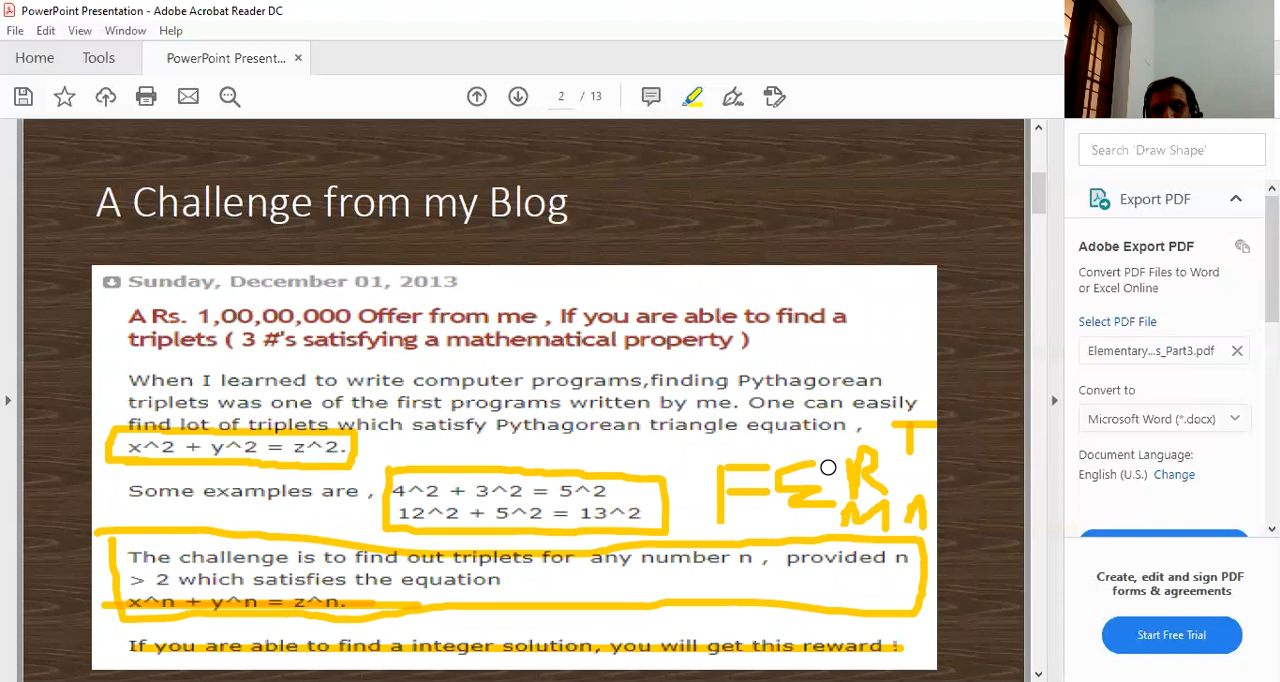 PowerPoint Presentation - Adobe Acrobat Reader DC
File Edit View Window Help
Home Tools PowerPoint Present... ×
2 / 13
A Challenge from my Blog
Sunday, December 01, 2013
A Rs. 1,00,00,000 Offer from me , If you are able to find a
triplets ( 3 #'s satisfying a mathematical property )
When I learned to write computer programs,finding Pythagorean
triplets was one of the first programs written by me. One can easily
find lot of triplets which satisfy Pythagorean triangle equation ,
x^2 + y^2 = z^2.
Some examples are , 4^2 + 3^2 = 5^2
12^2 + 5^2 = 13^2
The challenge is to find out triplets for any number n , provided n
> 2 which satisfies the equation
x^n + y^n = z^n.
If you are able to find a integer solution, you will get this reward !
Search 'Draw Shape'
Export PDF
Adobe Export PDF
Convert PDF Files to Word
or Excel Online
Select PDF File
Elementary...s_Part3.pdf
Convert to
Microsoft Word (*.docx)
Document Language:
English (U.S.) Change
Create, edit and sign PDF
forms & agreements
Start Free Trial